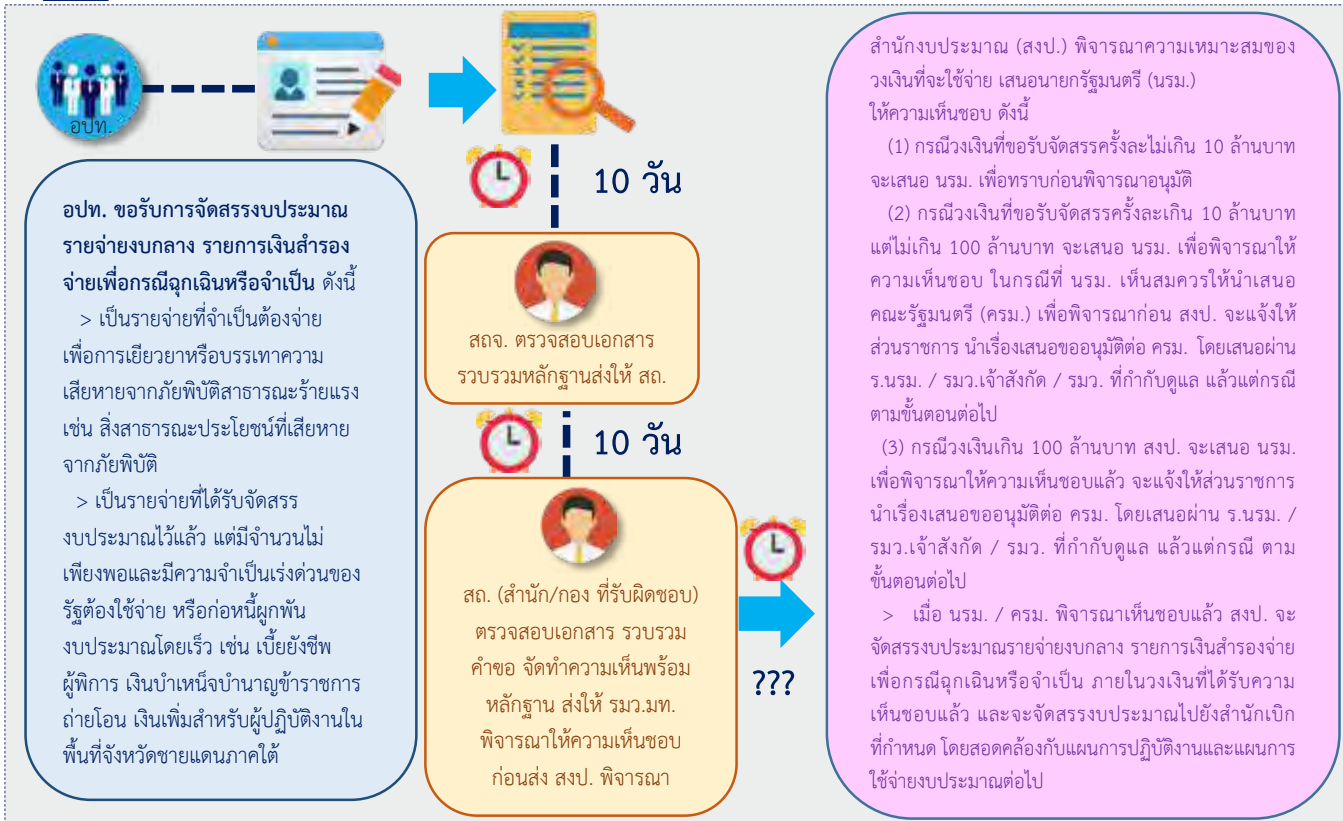 อปท.
อปท. ขอรับการจัดสรรงบประมาณ
รายจ่ายงบกลาง รายการเงินสำรอง
จ่ายเพื่อกรณีฉุกเฉินหรือจำเป็น ดังนี้
> เป็นรายจ่ายที่จำเป็นต้องจ่าย
เพื่อการเยียวยาหรือบรรเทาความ
เสียหายจากภัยพิบัติสาธารณะร้ายแรง
เช่น สิ่งสาธารณะประโยชน์ที่เสียหาย
จากภัยพิบัติ
> เป็นรายจ่ายที่ได้รับจัดสรร
งบประมาณไว้แล้ว แต่มีจำนวนไม่
เพียงพอและมีความจำเป็นเร่งด่วนของ
รัฐต้องใช้จ่าย หรือก่อหนี้ผูกพัน
งบประมาณโดยเร็ว เช่น เบี้ยยังชีพ
ผู้พิการ เงินบำเหน็จบำนาญข้าราชการ
ถ่ายโอน เงินเพิ่มสำหรับผู้ปฏิบัติงานใน
พื้นที่จังหวัดชายแดนภาคใต้
10 วัน
สถจ. ตรวจสอบเอกสาร
รวบรวมหลักฐานส่งให้ สถ.
10 วัน
สถ. (สำนัก/กอง ที่รับผิดชอบ)
ตรวจสอบเอกสาร รวบรวม
คำขอ จัดทำความเห็นพร้อม
หลักฐาน ส่งให้ รมว.มท.
พิจารณาให้ความเห็นชอบ
ก่อนส่ง สงป. พิจารณา
???
สำนักงบประมาณ (สงป.) พิจารณาความเหมาะสมของ
วงเงินที่จะใช้จ่าย เสนอนายกรัฐมนตรี (นรม.)
ให้ความเห็นชอบ ดังนี้
(1) กรณีวงเงินที่ขอรับจัดสรรครั้งละไม่เกิน 10 ล้านบาท
จะเสนอ นรม. เพื่อทราบก่อนพิจารณาอนุมัติ
(2) กรณีวงเงินที่ขอรับจัดสรรครั้งละเกิน 10 ล้านบาท
แต่ไม่เกิน 100 ล้านบาท จะเสนอ นรม. เพื่อพิจารณาให้
ความเห็นชอบ ในกรณีที่ นรม. เห็นสมควรให้นำเสนอ
คณะรัฐมนตรี (ครม.) เพื่อพิจารณาก่อน สงป. จะแจ้งให้
ส่วนราชการ นำเรื่องเสนอขออนุมัติต่อ ครม. โดยเสนอผ่าน
ร.นรม. / รมว.เจ้าสังกัด / รมว. ที่กำกับดูแล แล้วแต่กรณี
ตามขั้นตอนต่อไป
(3) กรณีวงเงินเกิน 100 ล้านบาท สงป. จะเสนอ นรม.
เพื่อพิจารณาให้ความเห็นชอบแล้ว จะแจ้งให้ส่วนราชการ
นำเรื่องเสนอขออนุมัติต่อ ครม. โดยเสนอผ่าน ร.นรม. /
รมว.เจ้าสังกัด / รมว. ที่กำกับดูแล แล้วแต่กรณี ตาม
ขั้นตอนต่อไป
> เมื่อ นรม. / ครม. พิจารณาเห็นชอบแล้ว สงป. จะ
จัดสรรงบประมาณรายจ่ายงบกลาง รายการเงินสำรองจ่าย
เพื่อกรณีฉุกเฉินหรือจำเป็น ภายในวงเงินที่ได้รับความ
เห็นชอบแล้ว และจะจัดสรรงบประมาณไปยังสำนักเบิก
ที่กำหนด โดยสอดคล้องกับแผนการปฏิบัติงานและแผนการ
ใช้จ่ายงบประมาณต่อไป